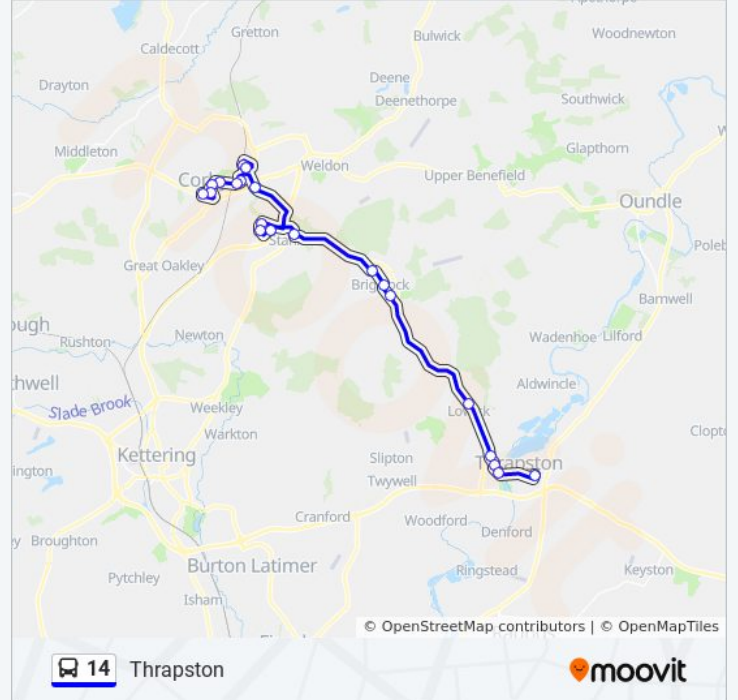 Gretton
Bulwick
Woodnewton
Caldecott
Deene
Drayton
Deenethorpe
Southwick
Glapthorn
Middleton
Weldon
Upper Benefield
Oundle
Great Oakley
Barnwell
Rushton
Newton
Wadenhoe
Lilford
Aldwincle
Slade Brook
Weekley
Warkton
Kettering
Slipton
Thrapston
Twywell
Cranford
Woodford
Denford
Broughton
Burton Latimer
Ringstead
Keyston
Pytchley
Isham
© OpenStreetMap contributors | © OpenMapTiles
14 Thrapston
moovit